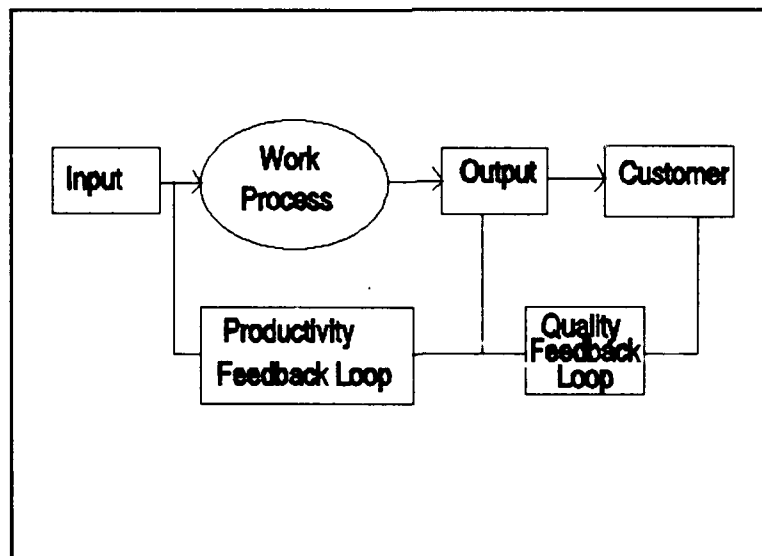 Input
Work
Process
Output
Customer
Productivity
Feedback Loop
Quality
Feedback
Loop